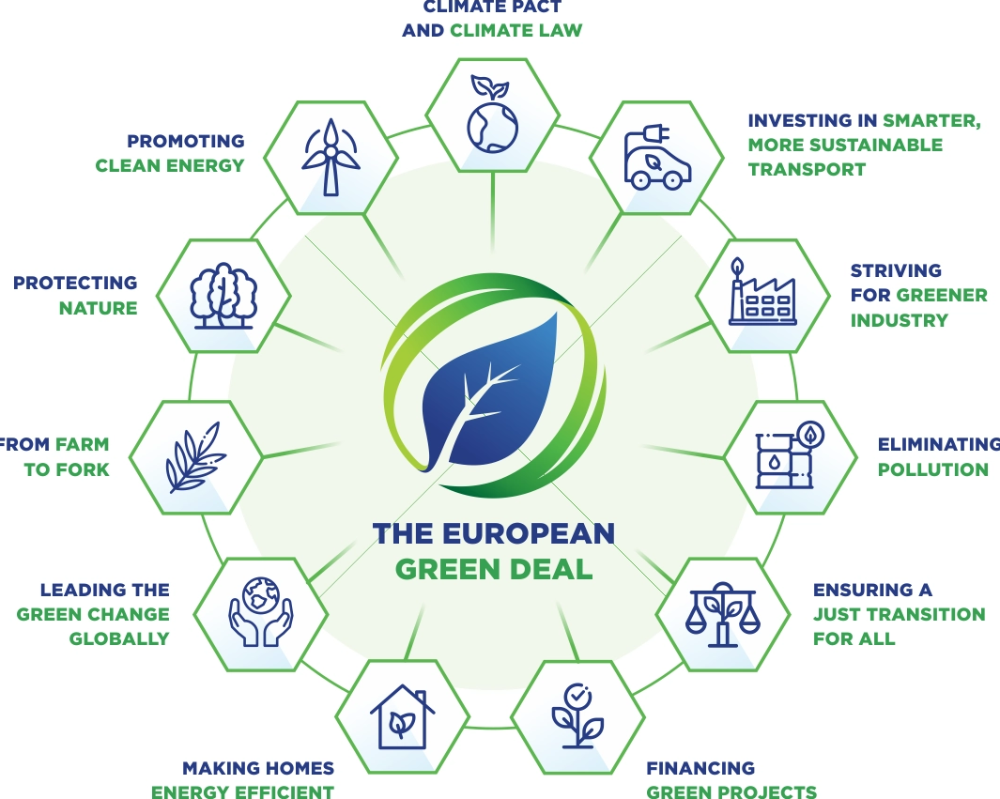 CLIMATE PACT
AND CLIMATE LAW
INVESTING IN SMARTER,
MORE SUSTAINABLE
TRANSPORT
STRIVING
FOR GREENER
INDUSTRY
ELIMINATING
POLLUTION
ENSURING A
JUST TRANSITION
FOR ALL
FINANCING
GREEN PROJECTS
MAKING HOMES
ENERGY EFFICIENT
LEADING THE
GREEN CHANGE
GLOBALLY
FROM FARM
TO FORK
PROTECTING
NATURE
PROMOTING
CLEAN ENERGY
THE EUROPEAN
GREEN DEAL